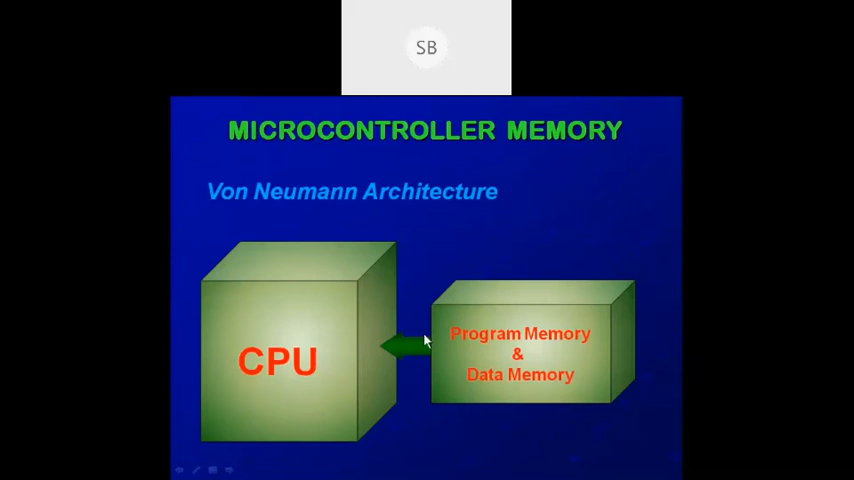 SB
MICROCONTROLLER MEMORY
Von Neumann Architecture
CPU
Program Memory
&
Data Memory